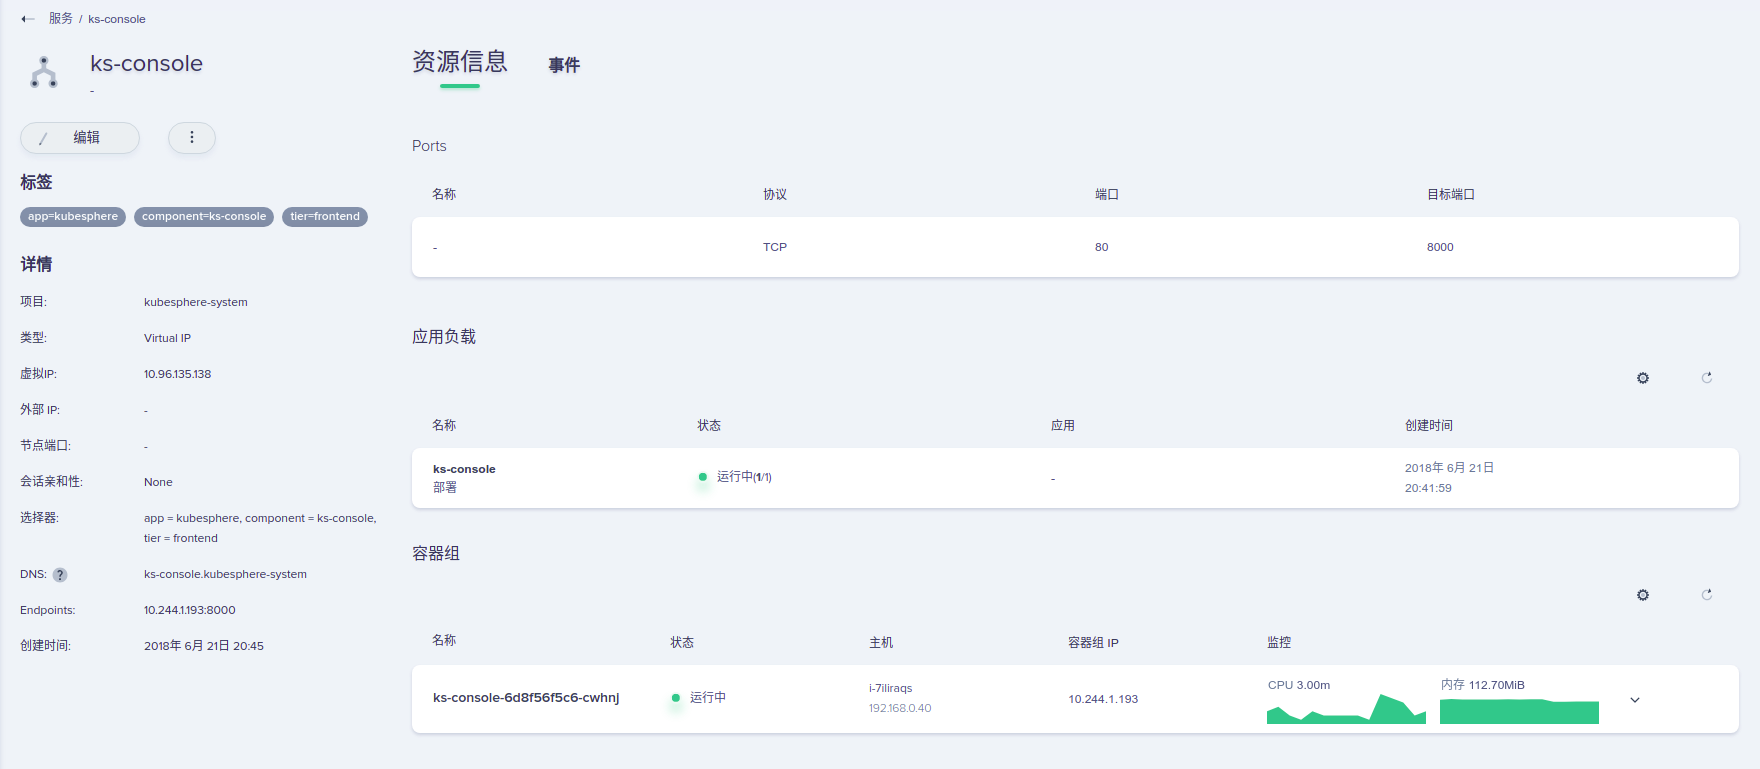 服务 / ks-console
ks-console
-
编辑
标签
app=kubesphere component=ks-console tier=frontend
详情
项目: kubesphere-system
类型: Virtual IP
虚拟IP: 10.96.135.138
外部 IP: -
节点端口: -
会话亲和性: None
选择器: app = kubesphere, component = ks-console,
tier = frontend
DNS: ? ks-console.kubesphere-system
Endpoints: 10.244.1.193:8000
创建时间: 2018年 6月 21日 20:45
资源信息 事件
Ports
名称 协议 端口 目标端口
- TCP 80 8000
应用负载
名称 状态 应用 创建时间
ks-console 运行中(1/1) - 2018年 6月 21日
部署 20:41:59
容器组
名称 状态 主机 容器组 IP 监控
ks-console-6d8f56f5c6-cwhnj 运行中 i-7iliraqs 10.244.1.193 CPU 3.00m 内存 112.70MiB
192.168.0.40